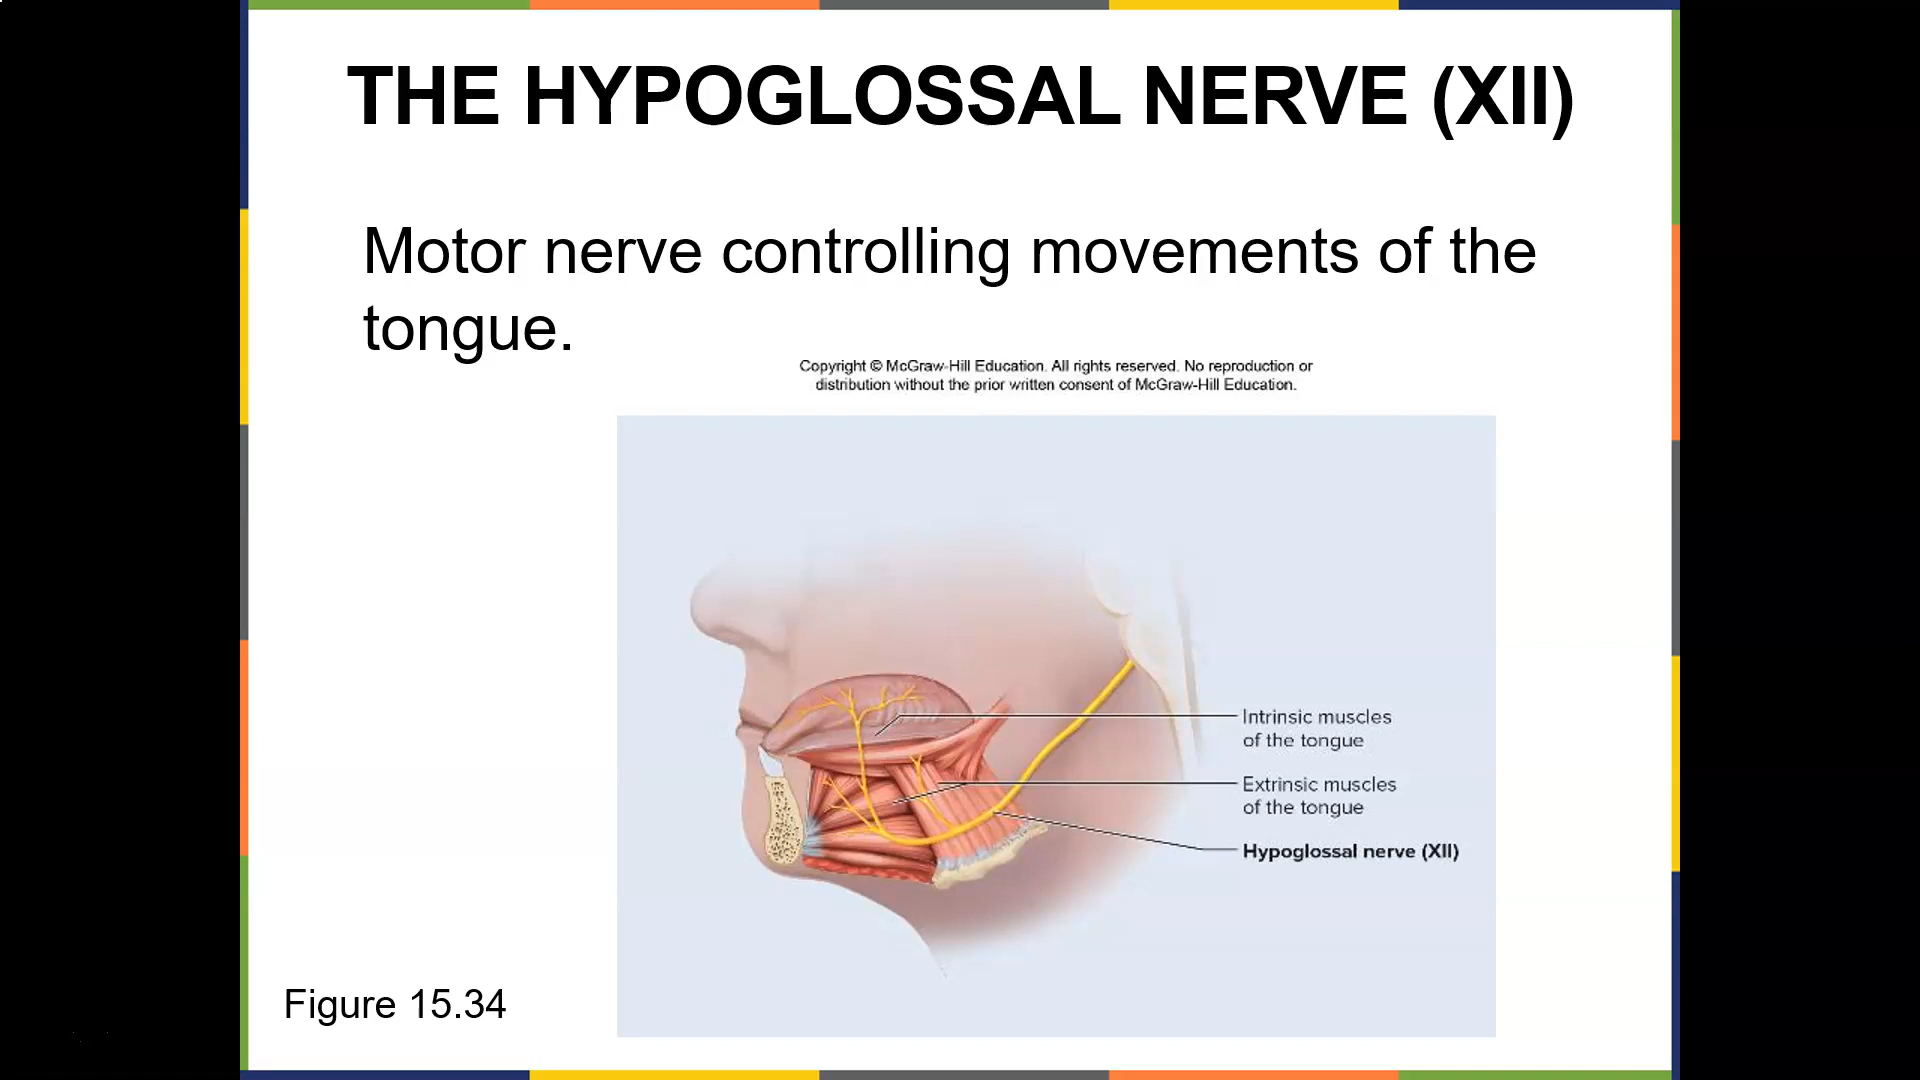 THE HYPOGLOSSAL NERVE (XII)
Motor nerve controlling movements of the
tongue.
Copyright © McGraw-Hill Education. All rights reserved. No reproduction or
distribution without the prior written consent of McGraw-Hill Education.
Intrinsic muscles
of the tongue
Extrinsic muscles
of the tongue
Hypoglossal nerve (XII)
Figure 15.34